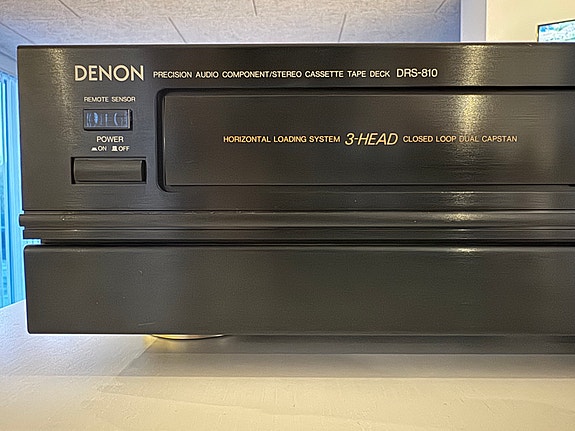 DENON PRECISION AUDIO COMPONENT/STEREO CASSETTE TAPE DECK DRS-810
REMOTE SENSOR
POWER
ON OFF
HORIZONTAL LOADING SYSTEM 3-HEAD CLOSED LOOP DUAL CAPSTAN